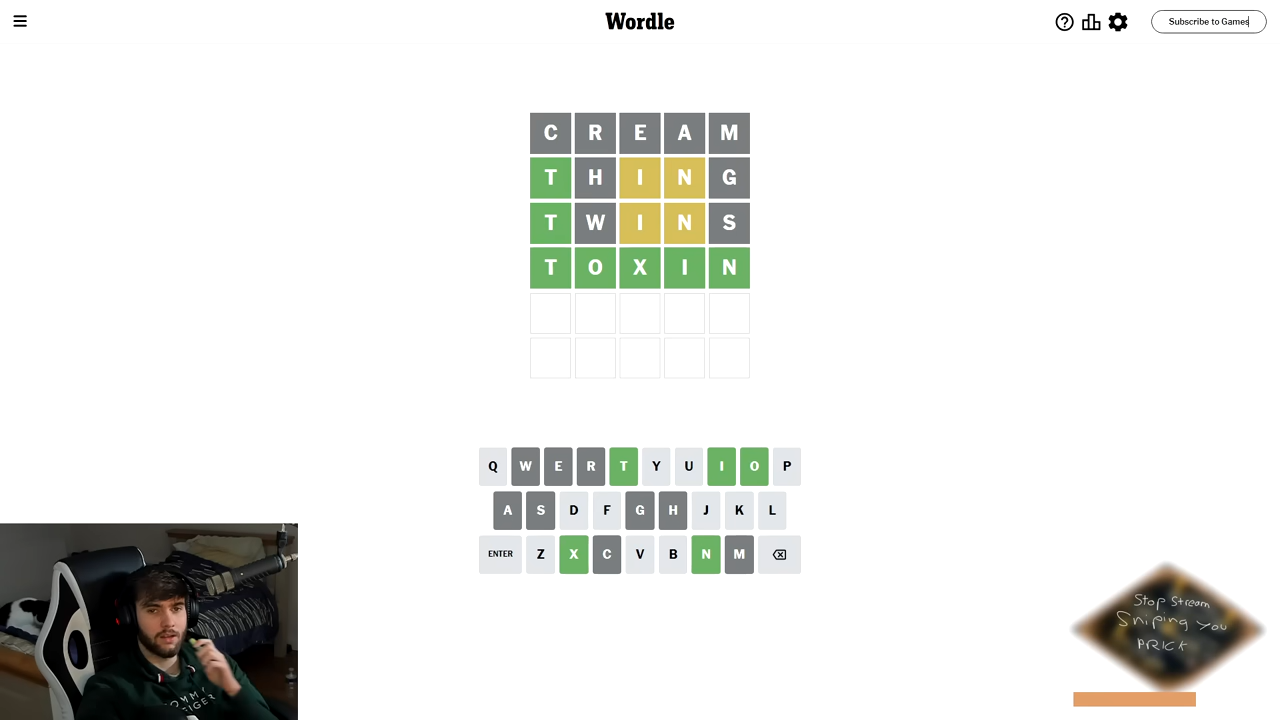 Wordle
Subscribe to Games
C R E A M
T H I N G
T W I N S
T O X I N
Q W E R T Y U I O P
A S D F G H J K L
ENTER Z X C V B N M
Stop Stream
Sniping You
PRICK